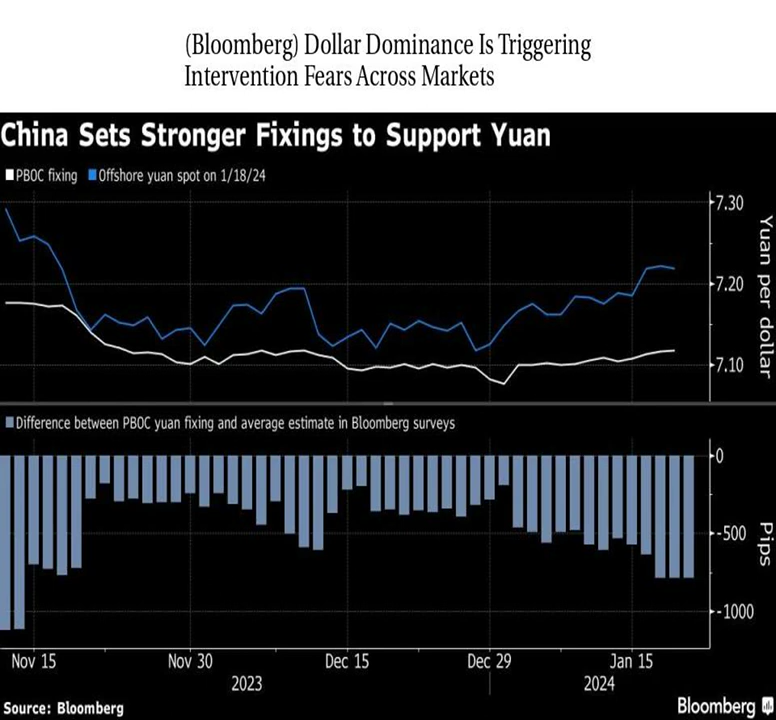 (Bloomberg) Dollar Dominance Is Triggering
Intervention Fears Across Markets
China Sets Stronger Fixings to Support Yuan
PBOC fixing Offshore yuan spot on 1/18/24
7.30
7.20
7.10
Yuan per dollar
Difference between PBOC yuan fixing and average estimate in Bloomberg surveys
0
-500
-1000
Pips
Nov 15 Nov 30 Dec 15 Dec 29 Jan 15
2023 2024
Source: Bloomberg
Bloomberg